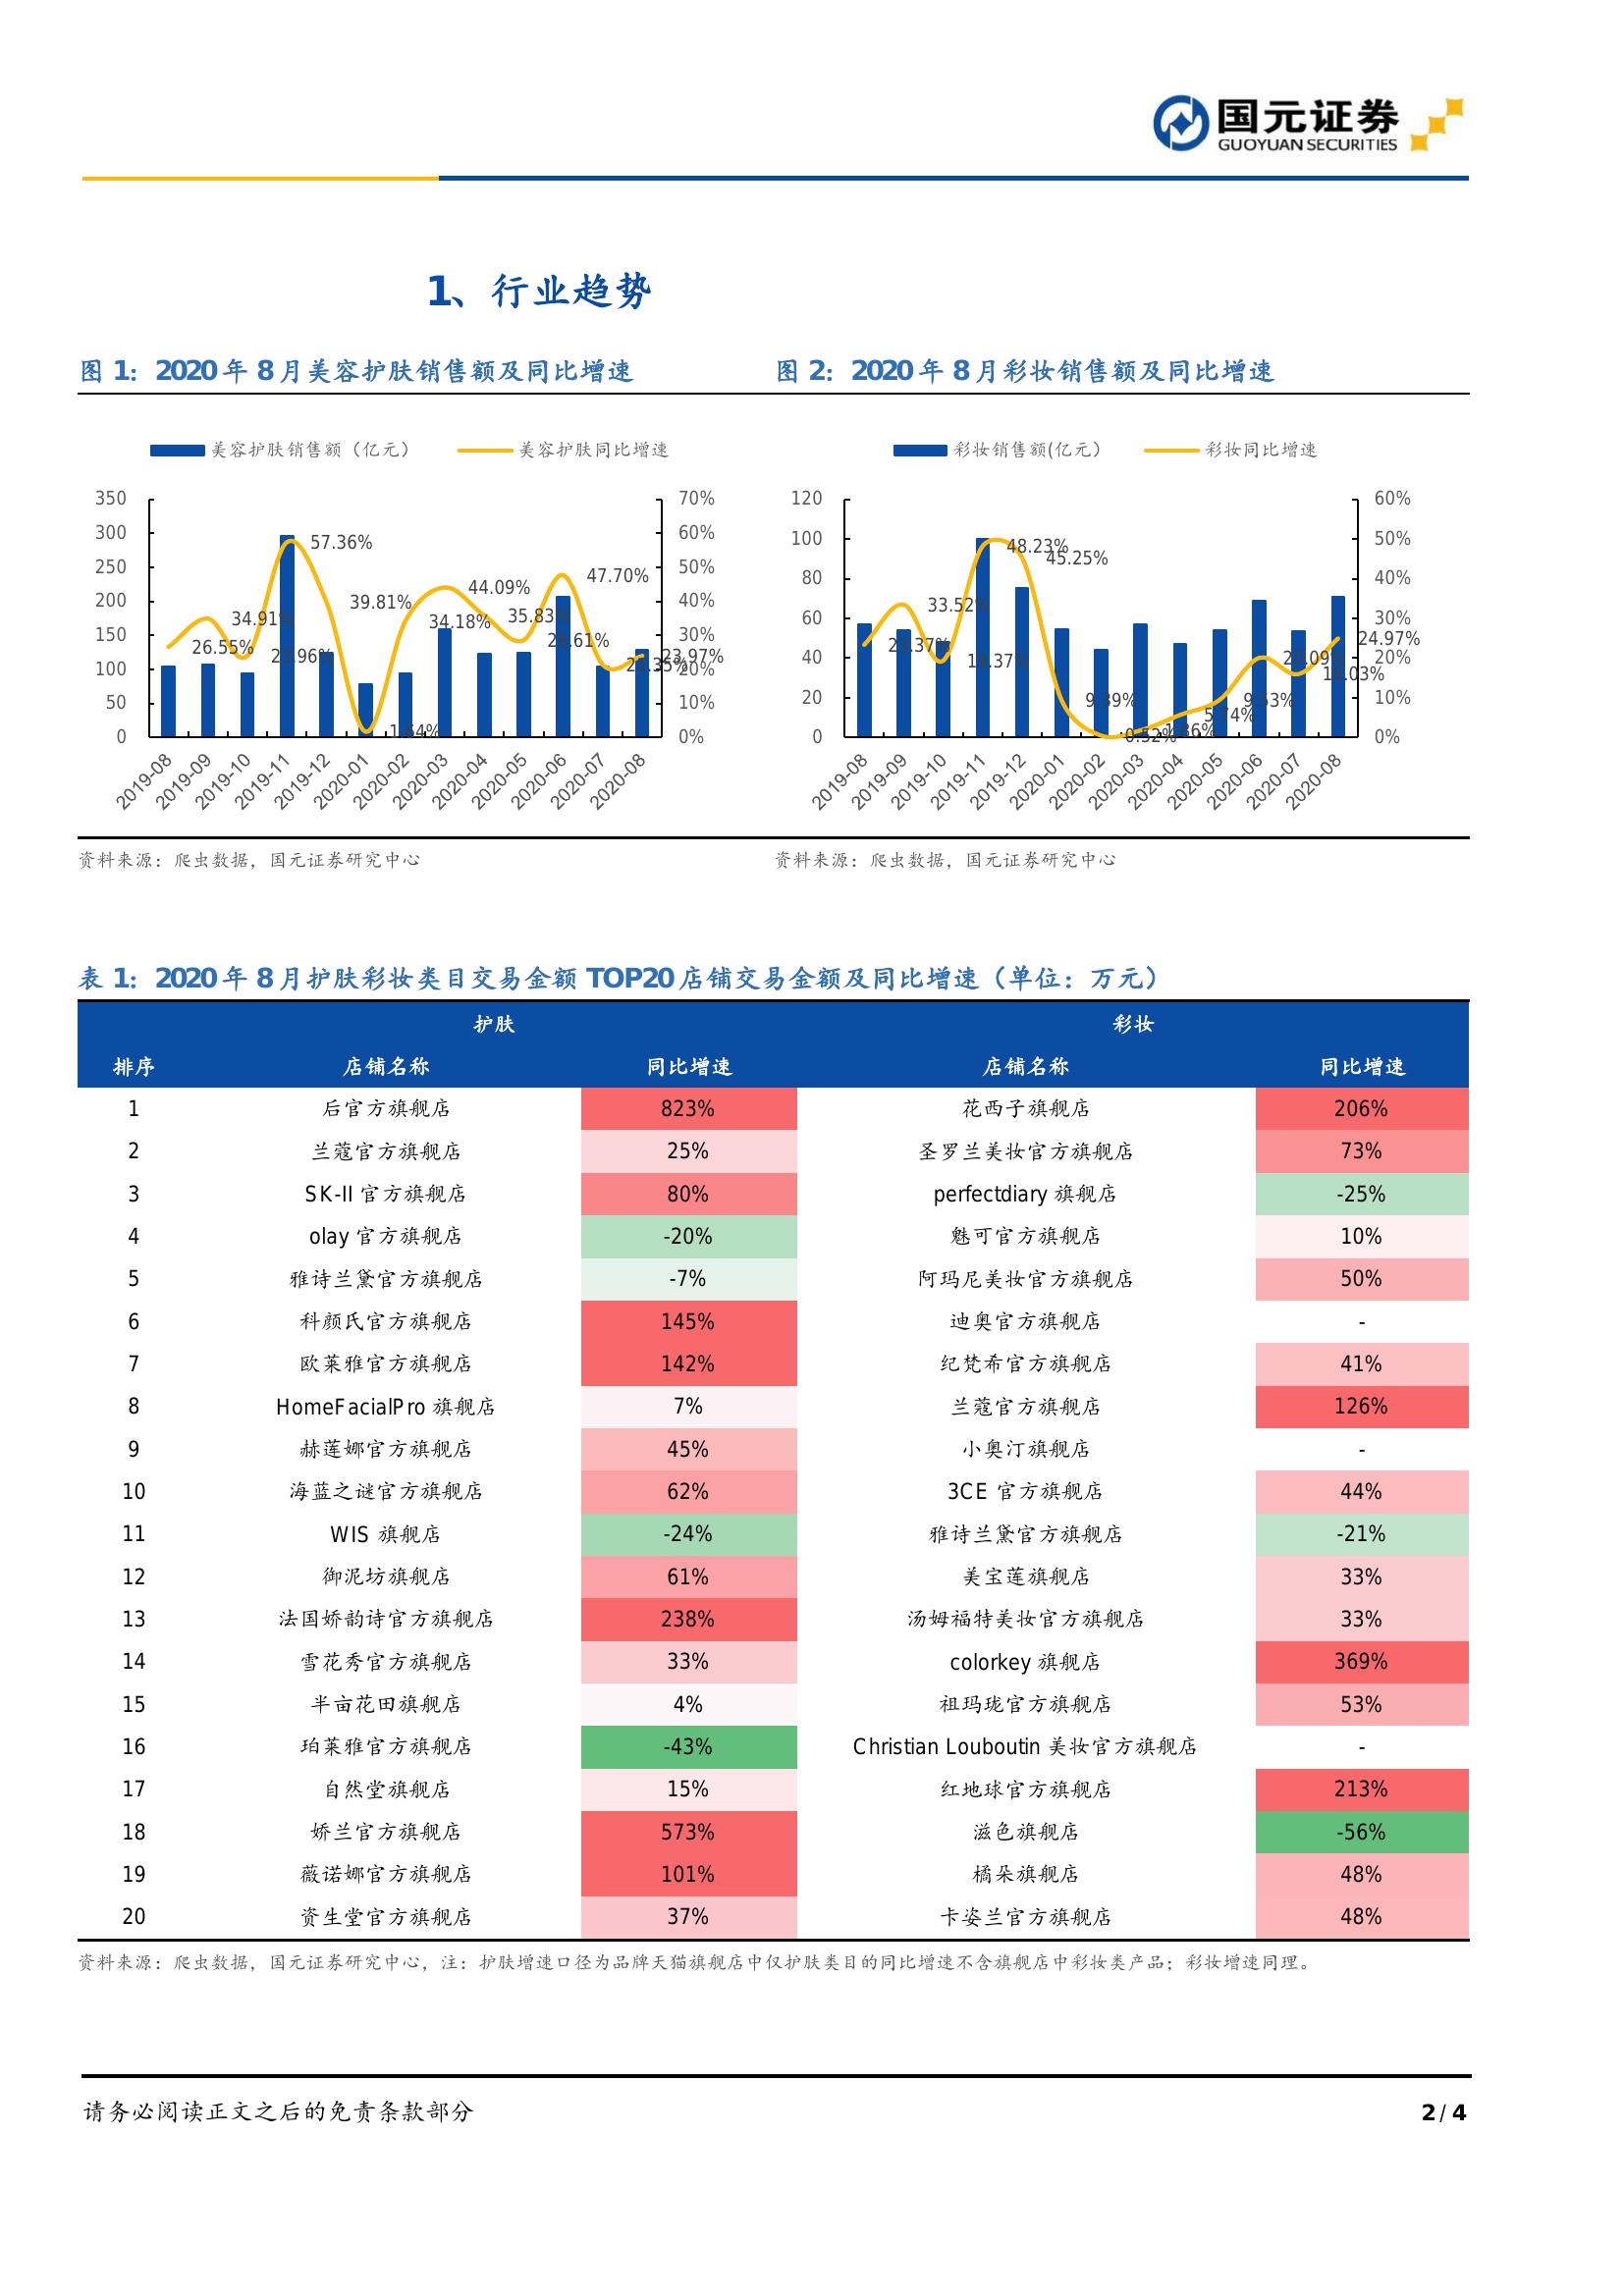 国元证券
GUOYUAN SECURITIES
1、行业趋势
图 1：2020 年 8 月美容护肤销售额及同比增速
图 2：2020 年 8 月彩妆销售额及同比增速
美容护肤销售额（亿元） 美容护肤同比增速
350
300
250
200
150
100
50
0
70%
60%
50%
40%
30%
20%
10%
0%
26.55%
34.91%
23.96%
57.36%
39.81%
1.64%
34.18%
44.09%
35.83%
47.70%
23.97%
2019-08
2019-09
2019-10
2019-11
2019-12
2020-01
2020-02
2020-03
2020-04
2020-05
2020-06
2020-07
2020-08
彩妆销售额(亿元） 彩妆同比增速
120
100
80
60
40
20
0
60%
50%
40%
30%
20%
10%
0%
23.37%
33.52%
19.37%
48.23%
45.25%
9.39%
0.52%
1.86%
5.74%
9.53%
20.09%
24.97%
2019-08
2019-09
2019-10
2019-11
2019-12
2020-01
2020-02
2020-03
2020-04
2020-05
2020-06
2020-07
2020-08
资料来源：爬虫数据，国元证券研究中心
资料来源：爬虫数据，国元证券研究中心
表 1：2020 年 8 月护肤彩妆类目交易金额 TOP20 店铺交易金额及同比增速（单位：万元）
护肤 彩妆
排序 店铺名称 同比增速 店铺名称 同比增速
1 后官方旗舰店 823% 花西子旗舰店 206%
2 兰蔻官方旗舰店 25% 圣罗兰美妆官方旗舰店 73%
3 SK-II 官方旗舰店 80% perfectdiary 旗舰店 -25%
4 olay 官方旗舰店 -20% 魅可官方旗舰店 10%
5 雅诗兰黛官方旗舰店 -7% 阿玛尼美妆官方旗舰店 50%
6 科颜氏官方旗舰店 145% 迪奥官方旗舰店 -
7 欧莱雅官方旗舰店 142% 纪梵希官方旗舰店 41%
8 HomeFacialPro 旗舰店 7% 兰蔻官方旗舰店 126%
9 赫莲娜官方旗舰店 45% 小奥汀旗舰店 -
10 海蓝之谜官方旗舰店 62% 3CE 官方旗舰店 44%
11 WIS 旗舰店 -24% 雅诗兰黛官方旗舰店 -21%
12 御泥坊旗舰店 61% 美宝莲旗舰店 33%
13 法国娇韵诗官方旗舰店 238% 汤姆福特美妆官方旗舰店 33%
14 雪花秀官方旗舰店 33% colorkey 旗舰店 369%
15 半亩花田旗舰店 4% 祖玛珑官方旗舰店 53%
16 珀莱雅官方旗舰店 -43% Christian Louboutin 美妆官方旗舰店 -
17 自然堂旗舰店 15% 红地球官方旗舰店 213%
18 娇兰官方旗舰店 573% 滋色旗舰店 -56%
19 薇诺娜官方旗舰店 101% 橘朵旗舰店 48%
20 资生堂官方旗舰店 37% 卡姿兰官方旗舰店 48%
资料来源：爬虫数据，国元证券研究中心，注：护肤增速口径为品牌天猫旗舰店中仅护肤类目的同比增速不含旗舰店中彩妆类产品；彩妆增速同理。
请务必阅读正文之后的免责条款部分
2 / 4